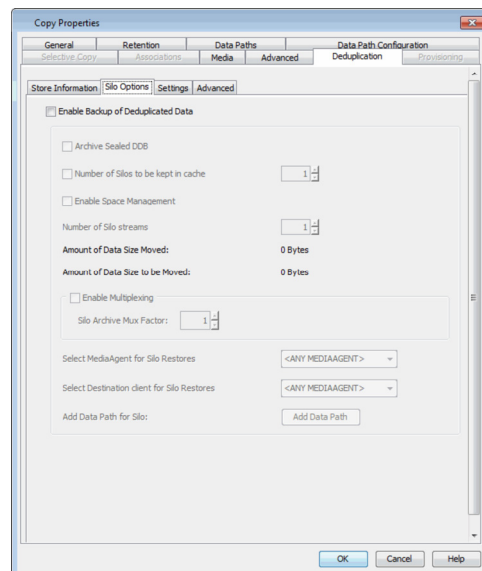 Copy Properties
General Retention Data Paths Data Path Configuration
Selective Copy Associations Media Advanced Deduplication Provisioning
Store Information Silo Options Settings Advanced
Enable Backup of Deduplicated Data
Archive Sealed DDB
Number of Silos to be kept in cache 1
Enable Space Management
Number of Silo streams 1
Amount of Data Size Moved: 0 Bytes
Amount of Data Size to be Moved: 0 Bytes
Enable Multiplexing
Silo Archive Mux Factor: 1
Select MediaAgent for Silo Restores <ANY MEDIAAGENT>
Select Destination client for Silo Restores <ANY MEDIAAGENT>
Add Data Path for Silo: Add Data Path
OK Cancel Help